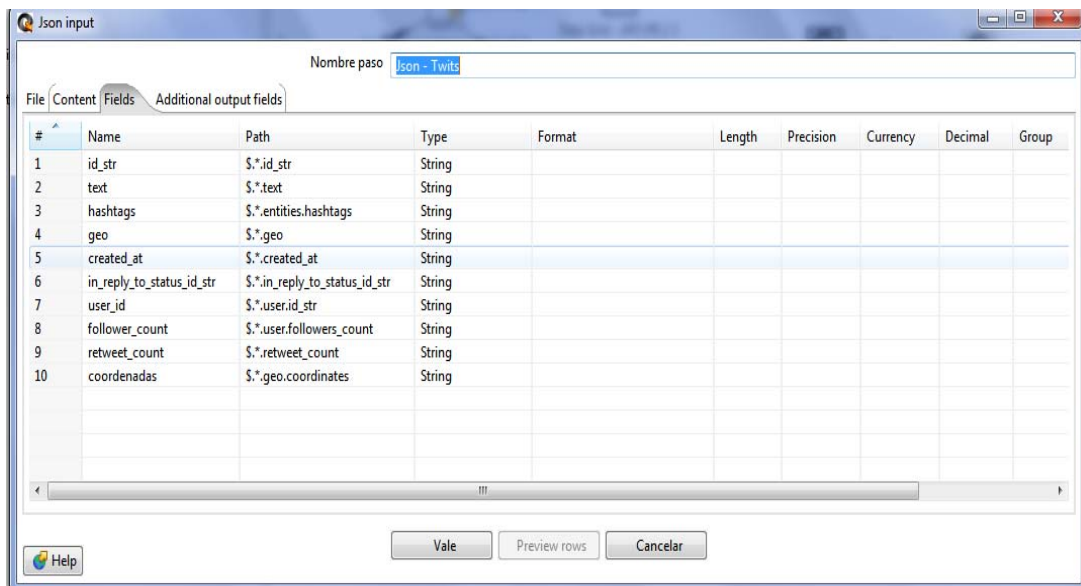 Json input
Nombre paso Json - Twits
File Content Fields Additional output fields
# Name Path Type Format Length Precision Currency Decimal Group
1 id_str $.*.id_str String
2 text $.*.text String
3 hashtags $.*.entities.hashtags String
4 geo $.*.geo String
5 created_at $.*.created_at String
6 in_reply_to_status_id_str $.*.in_reply_to_status_id_str String
7 user_id $.*.user.id_str String
8 follower_count $.*.user.followers_count String
9 retweet_count $.*.retweet_count String
10 coordenadas $.*.geo.coordinates String
Vale Preview rows Cancelar
Help